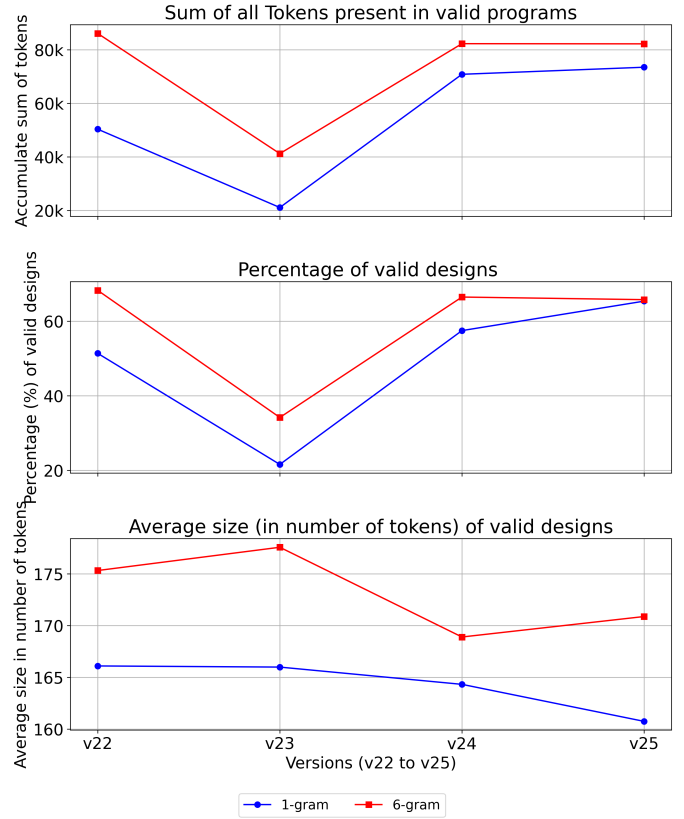 Sum of all Tokens present in valid programs
Accumulate sum of tokens
80k
60k
40k
20k
Percentage of valid designs
Percentage (%) of valid designs
60
40
20
Average size (in number of tokens) of valid designs
Average size in number of tokens
175
170
165
160
v22 v23 v24 v25
Versions (v22 to v25)
1-gram 6-gram